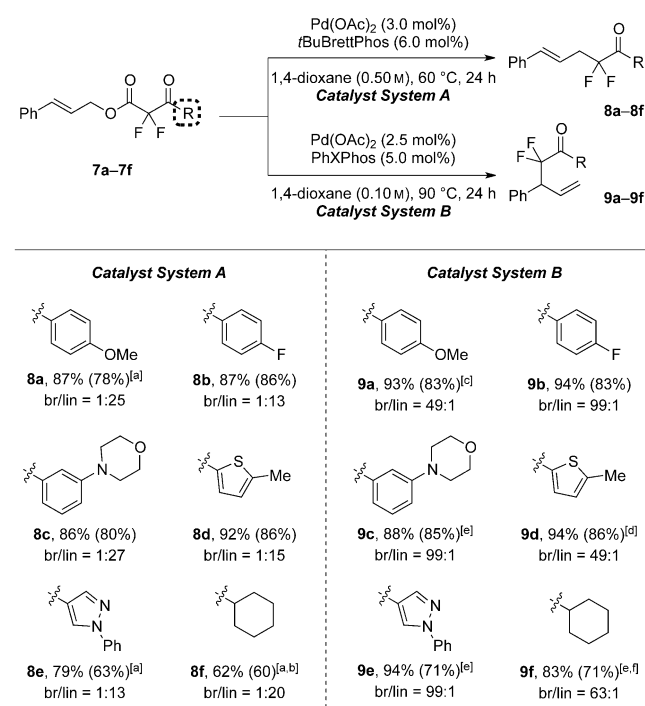 Pd(OAc)2 (3.0 mol%)
tBuBrettPhos (6.0 mol%)
1,4-dioxane (0.50 M), 60 °C, 24 h
Catalyst System A
Ph O R F F
8a–8f
Ph O O O R F F
7a–7f
Pd(OAc)2 (2.5 mol%)
PhXPhos (5.0 mol%)
1,4-dioxane (0.10 M), 90 °C, 24 h
Catalyst System B
F F O R Ph
9a–9f
Catalyst System A Catalyst System B
OMe F OMe F
8a, 87% (78%)[a] 8b, 87% (86%) 9a, 93% (83%)[c] 9b, 94% (83%)
br/lin = 1:25 br/lin = 1:13 br/lin = 49:1 br/lin = 99:1
N O S Me N O S Me
8c, 86% (80%) 8d, 92% (86%) 9c, 88% (85%)[e] 9d, 94% (86%)[d]
br/lin = 1:27 br/lin = 1:15 br/lin = 99:1 br/lin = 49:1
N N Ph N N Ph
8e, 79% (63%)[a] 8f, 62% (60)[a,b] 9e, 94% (71%)[e] 9f, 83% (71%)[e,f]
br/lin = 1:13 br/lin = 1:20 br/lin = 99:1 br/lin = 63:1